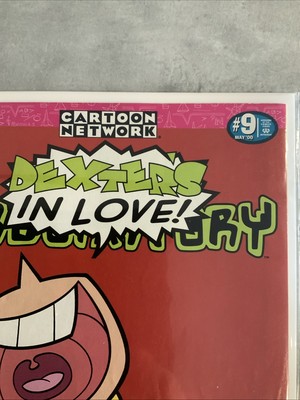 CARTOON
NETWORK
#9
MAY '00
DEXTER'S
IN LOVE!